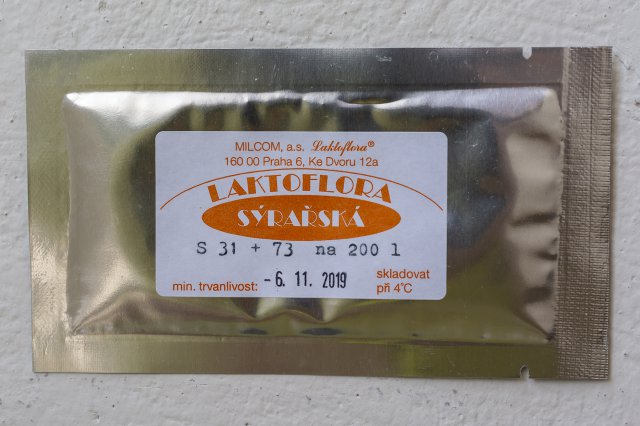 MILCOM, a.s. Laktoflora®
160 00 Praha 6, Ke Dvoru 12a
LAKTOFLORA
SÝRAŘSKÁ
S 31 + 73 na 200 l
min. trvanlivost: - 6. 11. 2019
skladovat
při 4°C